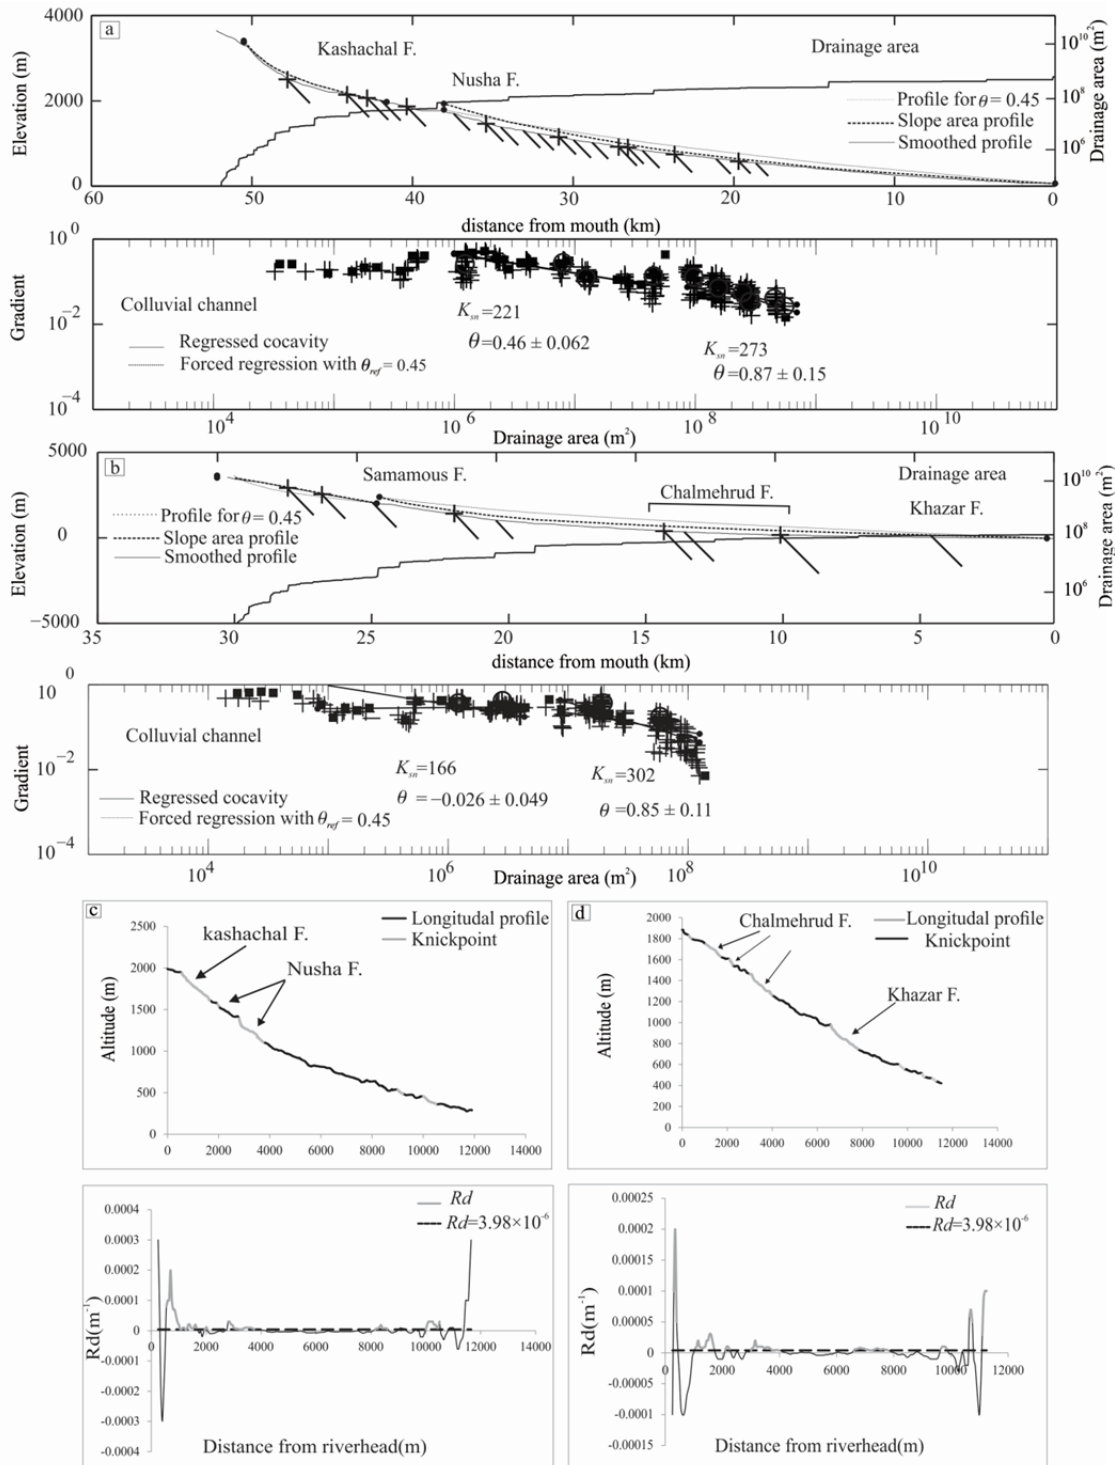 a
4000
2000
0
Elevation (m)
Kashachal F.
Nusha F.
Drainage area
Profile for θ = 0.45
Slope area profile
Smoothed profile
10^10
10^8
10^6
Drainage area (m²)
60 50 40 30 20 10 0
distance from mouth (km)
10^0
10^−2
10^−4
Gradient
Colluvial channel
Regressed cocavity
Forced regression with θref = 0.45
Ksn=221
θ=0.46 ± 0.062
Ksn=273
θ=0.87 ± 0.15
10^4 10^6 10^8 10^10
Drainage area (m²)
b
5000
0
−5000
Elevation (m)
Samamous F.
Chalmehrud F.
Drainage area
Khazar F.
Profile for θ = 0.45
Slope area profile
Smoothed profile
10^10
10^8
10^6
Drainage area (m²)
35 30 25 20 15 10 5 0
distance from mouth (km)
0
10
10^−2
10^−4
Gradient
Colluvial channel
Regressed cocavity
Forced regression with θref = 0.45
Ksn=166
θ =−0.026 ± 0.049
Ksn=302
θ=0.85 ± 0.11
10^4 10^6 10^8 10^10
Drainage area (m²)
c
Longitudal profile
Knickpoint
kashachal F.
Nusha F.
Altitude (m)
2500
2000
1500
1000
500
0
0 2000 4000 6000 8000 10000 12000 14000
d
Longitudal profile
Knickpoint
Chalmehrud F.
Khazar F.
Altitude (m)
2000
1800
1600
1400
1200
1000
800
600
400
200
0
0 2000 4000 6000 8000 10000 12000 14000
Rd
Rd=3.98×10^-6
Rd(m^-1)
0.0004
0.0003
0.0002
0.0001
0
-0.0001
-0.0002
-0.0003
-0.0004
0 2000 4000 6000 8000 10000 12000 14000
Distance from riverhead(m)
Rd
Rd=3.98×10^-6
Rd(m^-1)
0.00025
0.0002
0.00015
0.0001
0.00005
0
-0.00005
-0.0001
-0.00015
0 2000 4000 6000 8000 10000 12000
Distance from riverhead(m)